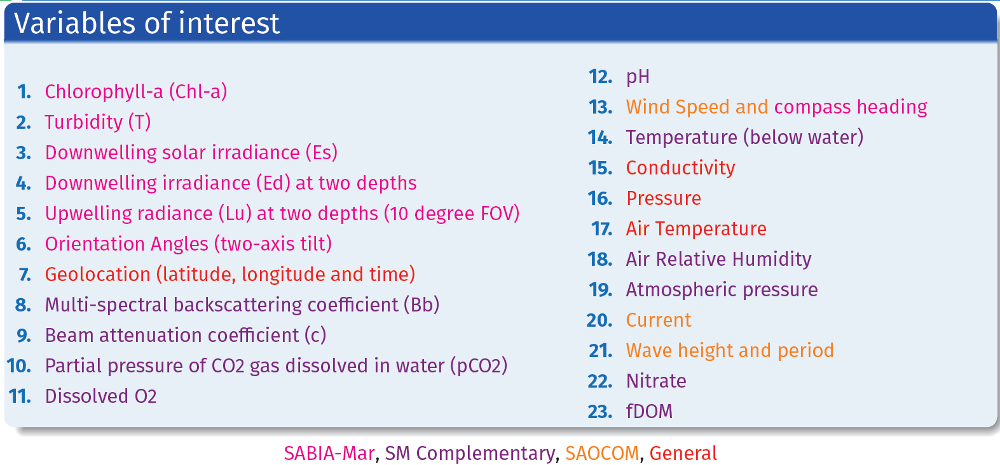 Variables of interest
1. Chlorophyll-a (Chl-a)
2. Turbidity (T)
3. Downwelling solar irradiance (Es)
4. Downwelling irradiance (Ed) at two depths
5. Upwelling radiance (Lu) at two depths (10 degree FOV)
6. Orientation Angles (two-axis tilt)
7. Geolocation (latitude, longitude and time)
8. Multi-spectral backscattering coefficient (Bb)
9. Beam attenuation coefficient (c)
10. Partial pressure of CO2 gas dissolved in water (pCO2)
11. Dissolved O2
12. pH
13. Wind Speed and compass heading
14. Temperature (below water)
15. Conductivity
16. Pressure
17. Air Temperature
18. Air Relative Humidity
19. Atmospheric pressure
20. Current
21. Wave height and period
22. Nitrate
23. fDOM
SABIA-Mar, SM Complementary, SAOCOM, General